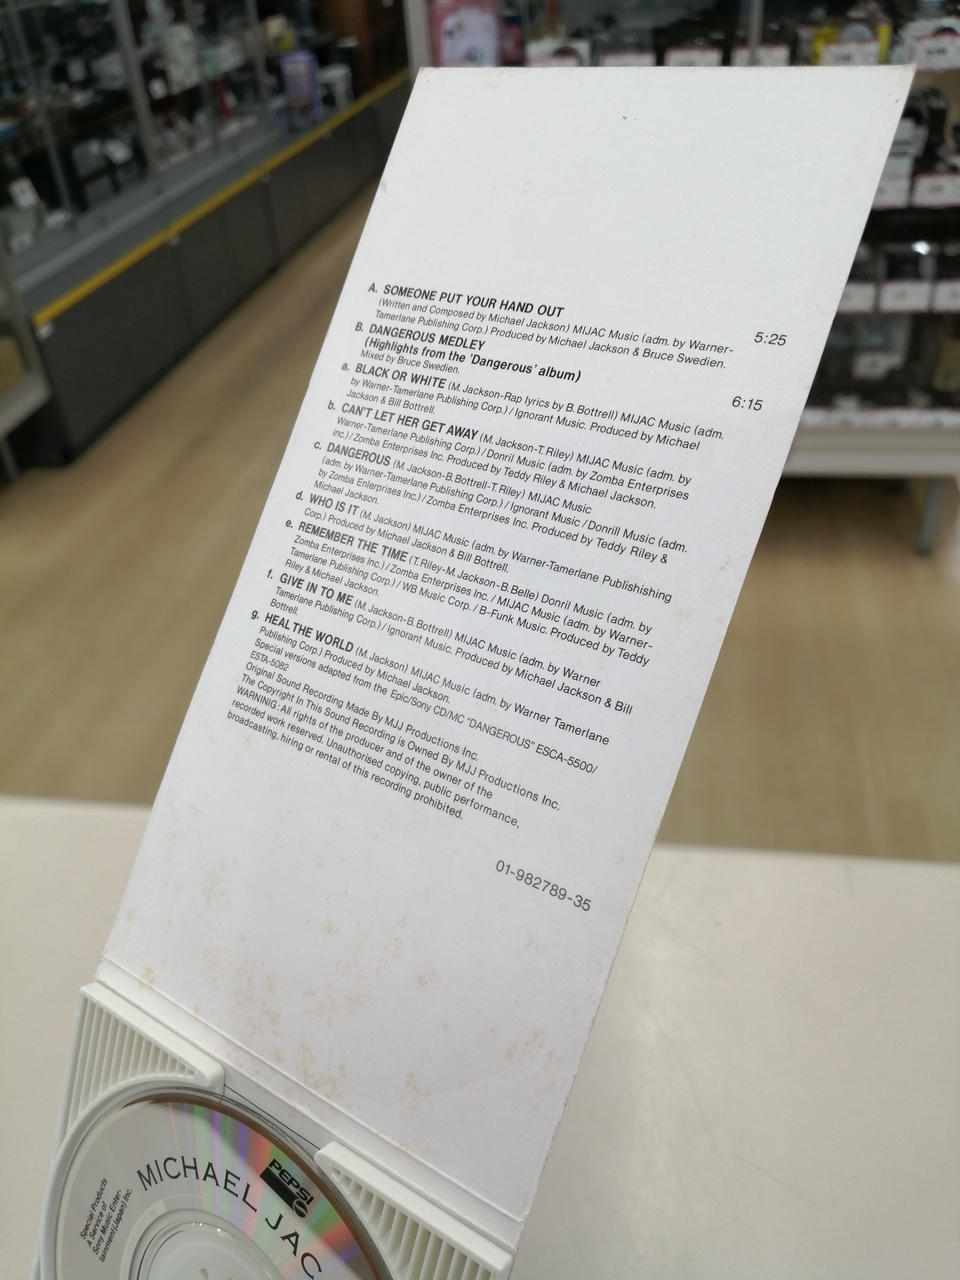 A. SOMEONE PUT YOUR HAND OUT
(Written and Composed by Michael Jackson) MIJAC Music (adm. by Warner-
Tamerlane Publishing Corp.) Produced by Michael Jackson & Bruce Swedien.
5:25
B. DANGEROUS MEDLEY
(Highlights from the 'Dangerous' album)
Mixed by Bruce Swedien.
6:15
a. BLACK OR WHITE (M. Jackson-Rap lyrics by B. Bottrell) MIJAC Music (adm.
by Warner-Tamerlane Publishing Corp.) / Ignorant Music. Produced by Michael
Jackson & Bill Bottrell.
b. CAN'T LET HER GET AWAY (M. Jackson-T. Riley) MIJAC Music (adm. by
Warner-Tamerlane Publishing Corp.) / Donril Music (adm. by Zomba Enterprises
Inc.) / Zomba Enterprises Inc. Produced by Teddy Riley & Michael Jackson.
c. DANGEROUS (M. Jackson-B. Bottrell-T. Riley) MIJAC Music
(adm. by Warner-Tamerlane Publishing Corp.) / Ignorant Music / Donrill Music (adm.
by Zomba Enterprises Inc.) / Zomba Enterprises Inc. Produced by Teddy Riley &
Michael Jackson.
d. WHO IS IT (M. Jackson) MIJAC Music (adm. by Warner-Tamerlane Publishishing
Corp.) Produced by Michael Jackson & Bill Bottrell.
e. REMEMBER THE TIME (T. Riley-M. Jackson-B. Belle) Donril Music (adm. by
Zomba Enterprises Inc.) / Zomba Enterprises Inc. / MIJAC Music (adm. by Warner-
Tamerlane Publishing Corp.) / WB Music Corp. / B-Funk Music. Produced by Teddy
Riley & Michael Jackson.
f. GIVE IN TO ME (M. Jackson-B. Bottrell) MIJAC Music (adm. by Warner
Tamerlane Publishing Corp.) / Ignorant Music. Produced by Michael Jackson & Bill
Bottrell.
g. HEAL THE WORLD (M. Jackson) MIJAC Music (adm. by Warner Tamerlane
Publishing Corp.) Produced by Michael Jackson.
Special versions adapted from the Epic/Sony CD/MC "DANGEROUS" ESCA-5500/
ESTA-5082
Original Sound Recording Made By MJJ Productions Inc.
The Copyright In This Sound Recording is Owned By MJJ Productions Inc.
WARNINIG: All rights of the producer and of the owner of the
recorded work reserved. Unauthorised copying, public performance,
broadcasting, hiring or rental of this recording prohibited.
01-982789-35
PEPSI
MICHAEL JAC
Special Products
A Service of
Sony Music Enter-
tainment(Japan) Inc.